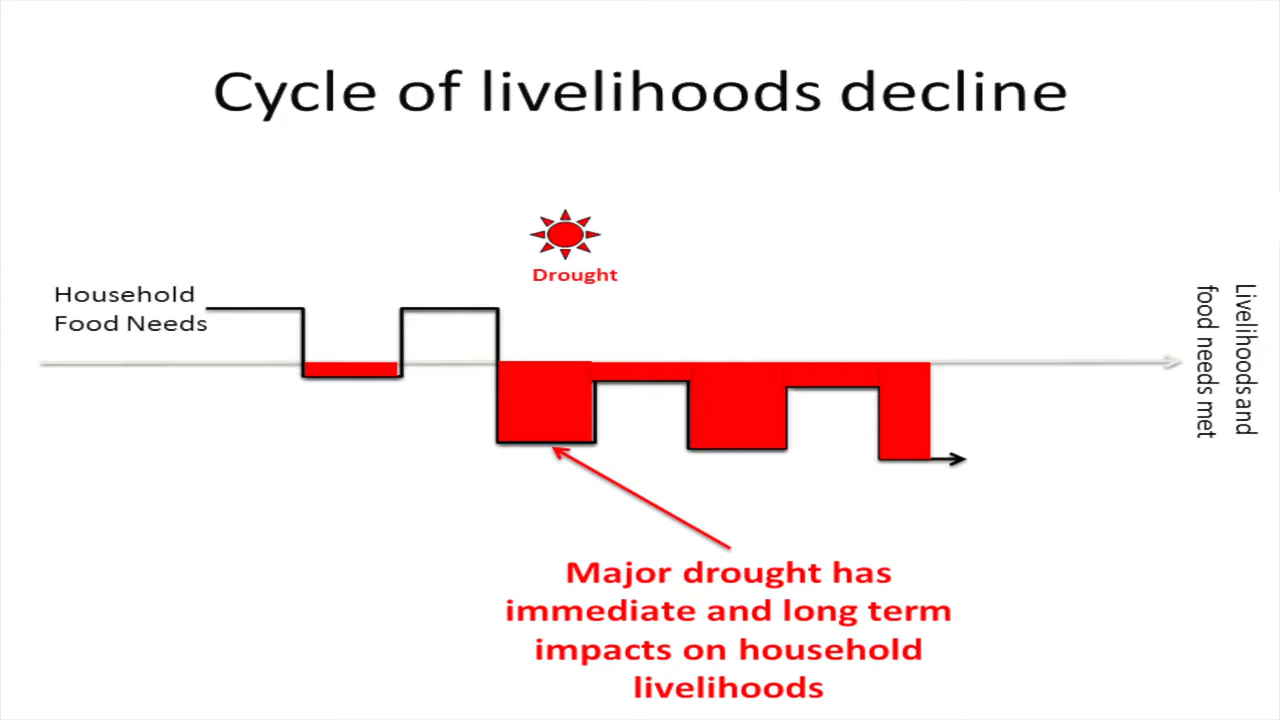 Cycle of livelihoods decline
Drought
Household
Food Needs
Livelihoods and
food needs met
Major drought has
immediate and long term
impacts on household
livelihoods